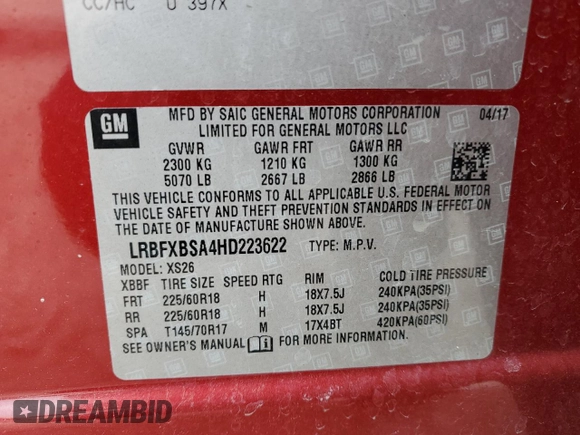 CC/HC U 397X
GM
MFD BY SAIC GENERAL MOTORS CORPORATION 04/17
LIMITED FOR GENERAL MOTORS LLC
GVWR GAWR FRT GAWR RR
2300 KG 1210 KG 1300 KG
5070 LB 2667 LB 2866 LB
THIS VEHICLE CONFORMS TO ALL APPLICABLE U.S. FEDERAL MOTOR
VEHICLE SAFETY AND THEFT PREVENTION STANDARDS IN EFFECT ON
THE DATE OF MANUFACTURE SHOWN ABOVE.
LRBFXBSA4HD223622 TYPE: M.P.V.
MODEL: XS26
XBBF TIRE SIZE SPEED RTG RIM COLD TIRE PRESSURE
FRT 225/60R18 H 18X7.5J 240KPA(35PSI)
RR 225/60R18 H 18X7.5J 240KPA(35PSI)
SPA T145/70R17 M 17X4BT 420KPA(60PSI)
SEE OWNER'S MANUAL FOR MORE INFORMATION.
DREAMBID